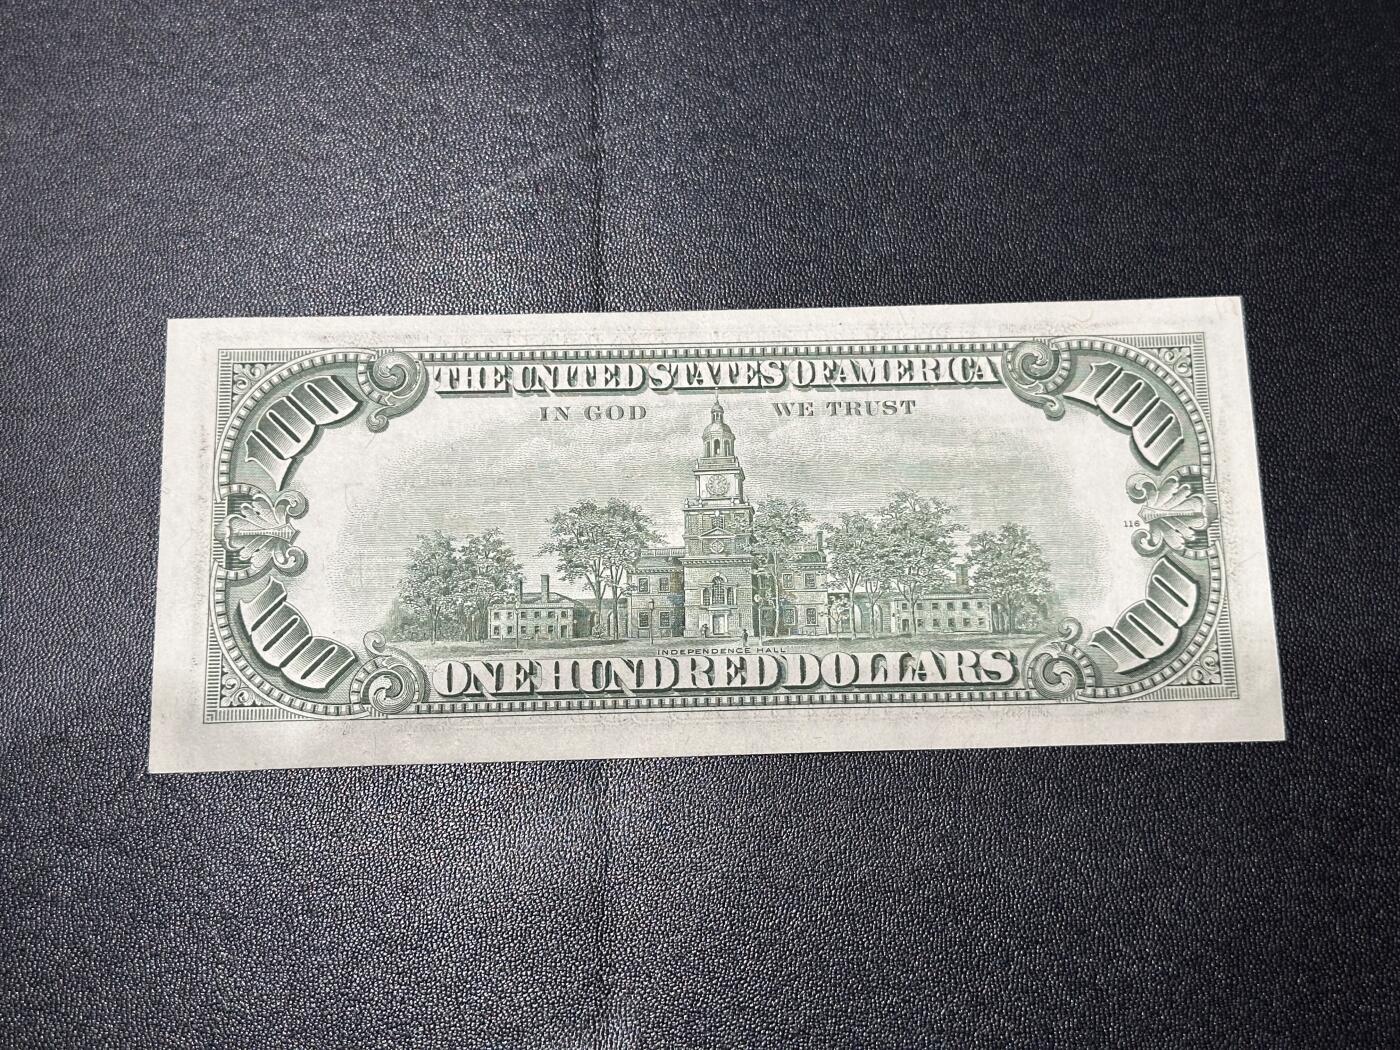 THE UNITED STATES OF AMERICA
100 100
IN GOD WE TRUST
116
100 100
INDEPENDENCE HALL
ONE HUNDRED DOLLARS